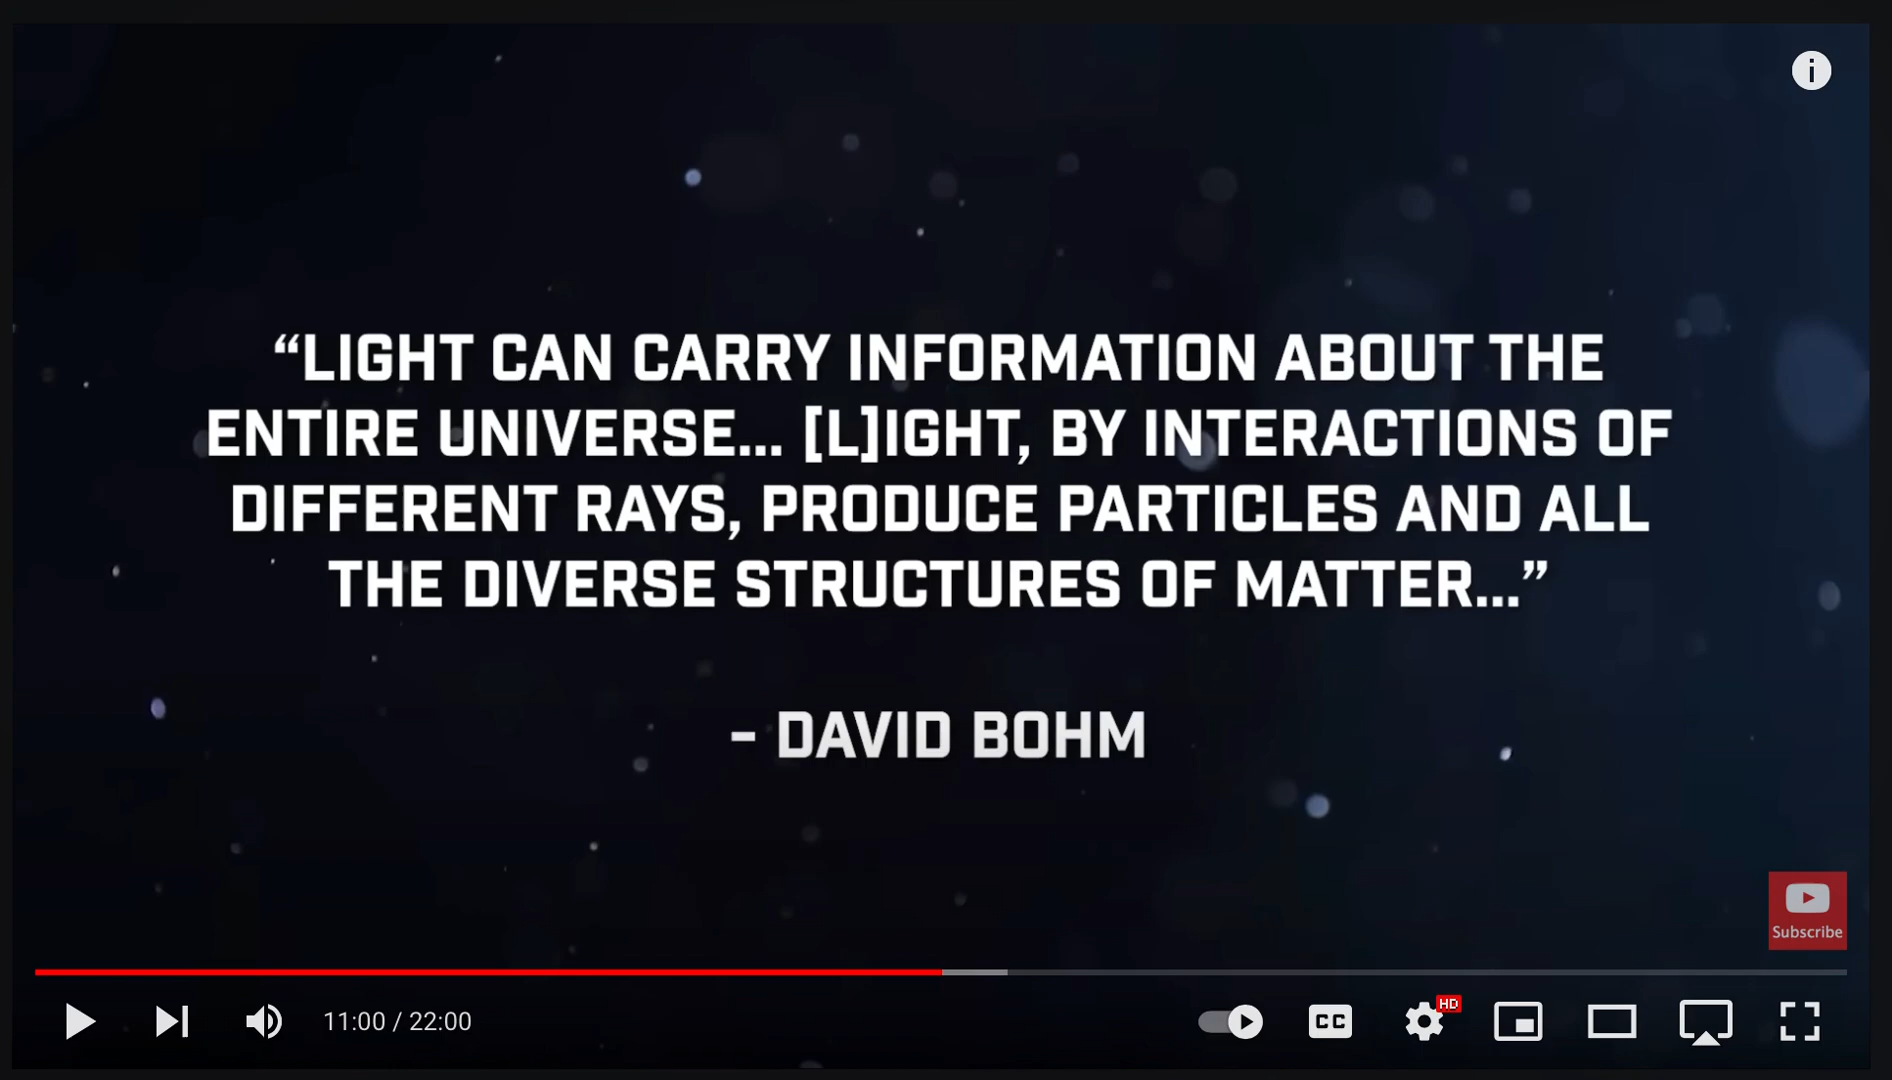 “LIGHT CAN CARRY INFORMATION ABOUT THE
ENTIRE UNIVERSE... [L]IGHT, BY INTERACTIONS OF
DIFFERENT RAYS, PRODUCE PARTICLES AND ALL
THE DIVERSE STRUCTURES OF MATTER...”
- DAVID BOHM
Subscribe
11:00 / 22:00
CC
HD